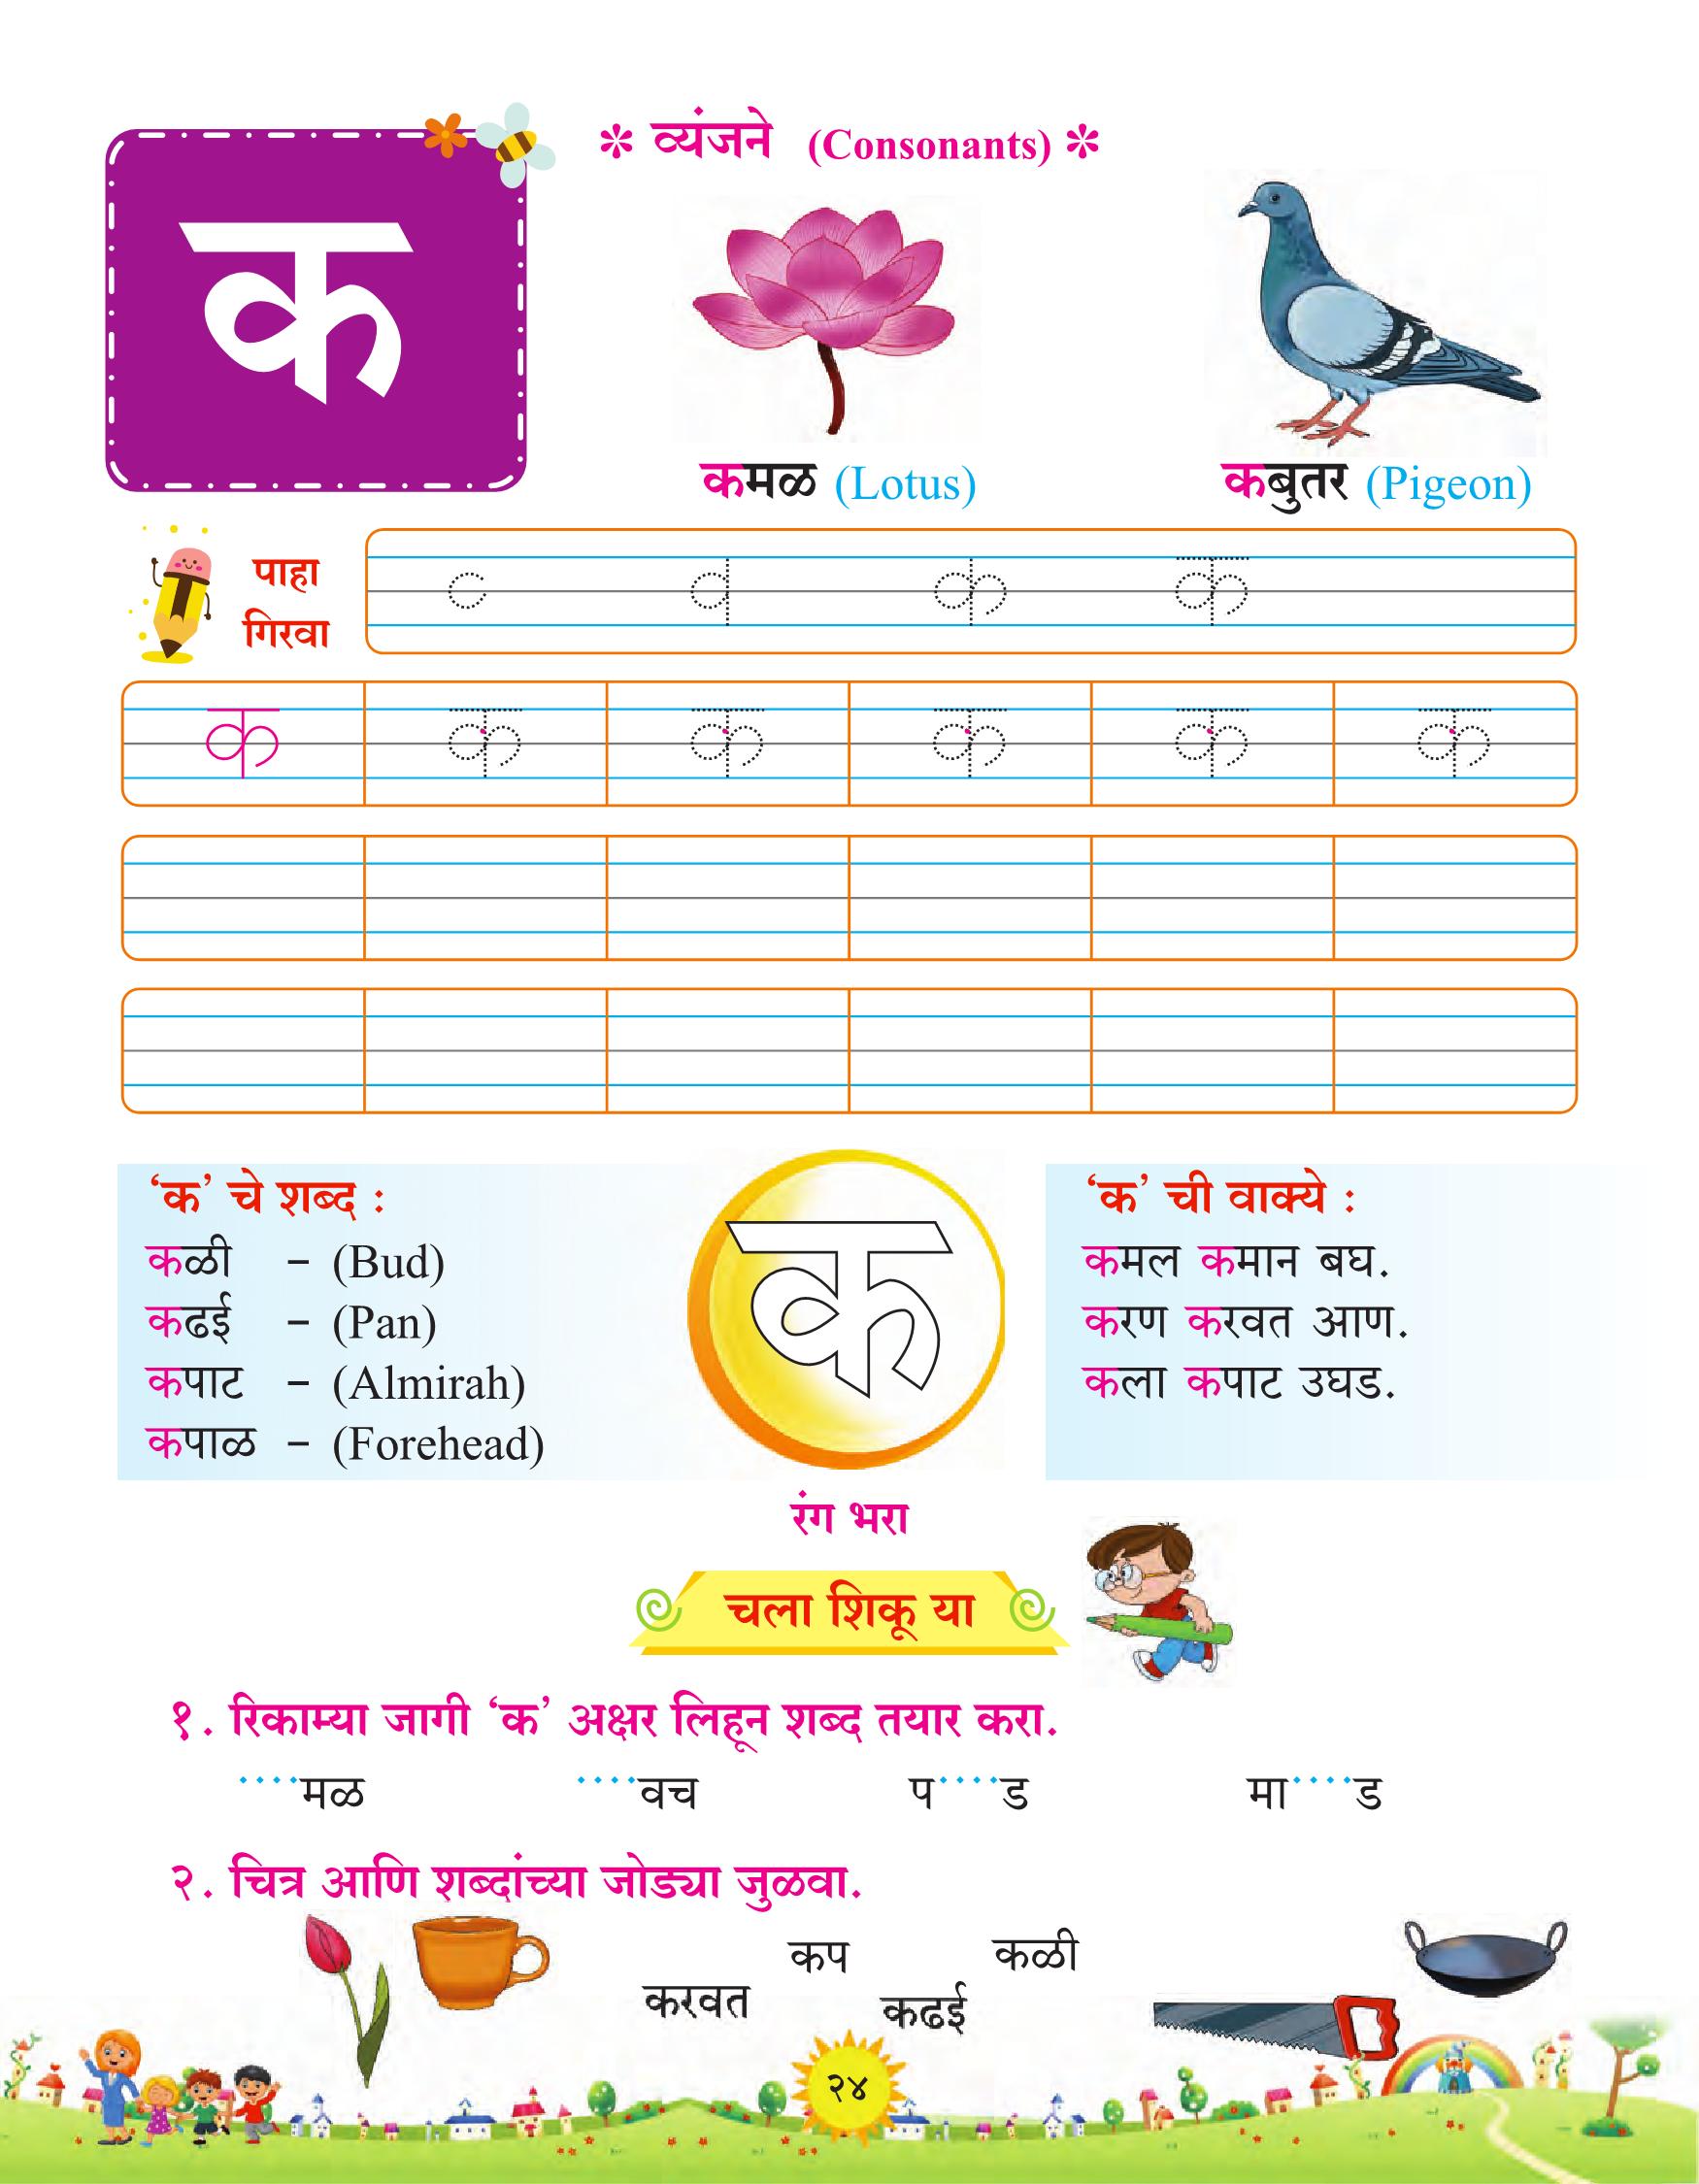 क
* व्यंजने (Consonants) *
कमळ (Lotus)
कबुतर (Pigeon)
पाहा
गिरवा
क क क क क क
‘क’ चे शब्द :
कळी – (Bud)
कढई – (Pan)
कपाट – (Almirah)
कपाळ – (Forehead)
क
रंग भरा
‘क’ ची वाक्ये :
कमल कमान बघ.
करण करवत आण.
कला कपाट उघड.
चला शिकू या
१. रिकाम्या जागी ‘क’ अक्षर लिहून शब्द तयार करा.
....मळ ....वच प....ड मा....ड
२. चित्र आणि शब्दांच्या जोड्या जुळवा.
कप कळी
करवत कढई
२४